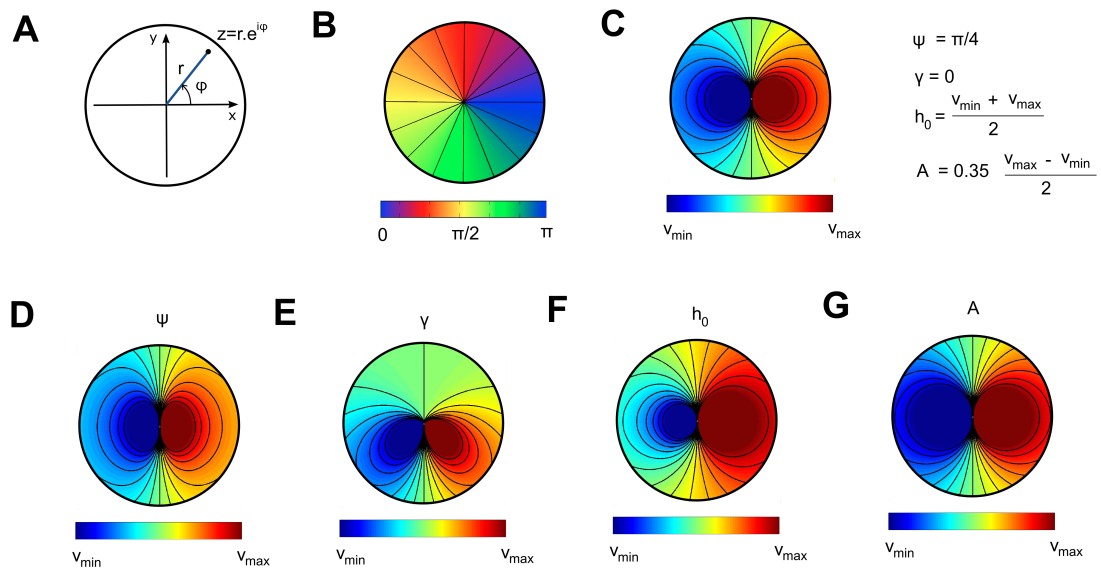 A
y
z=r.e^iφ
r
φ
x
B
0
π/2
π
C
v_min
v_max
ψ = π/4
γ = 0
h_0 = (v_min + v_max) / 2
A = 0.35 (v_max - v_min) / 2
D
ψ
v_min
v_max
E
γ
v_min
v_max
F
h_0
v_min
v_max
G
A
v_min
v_max